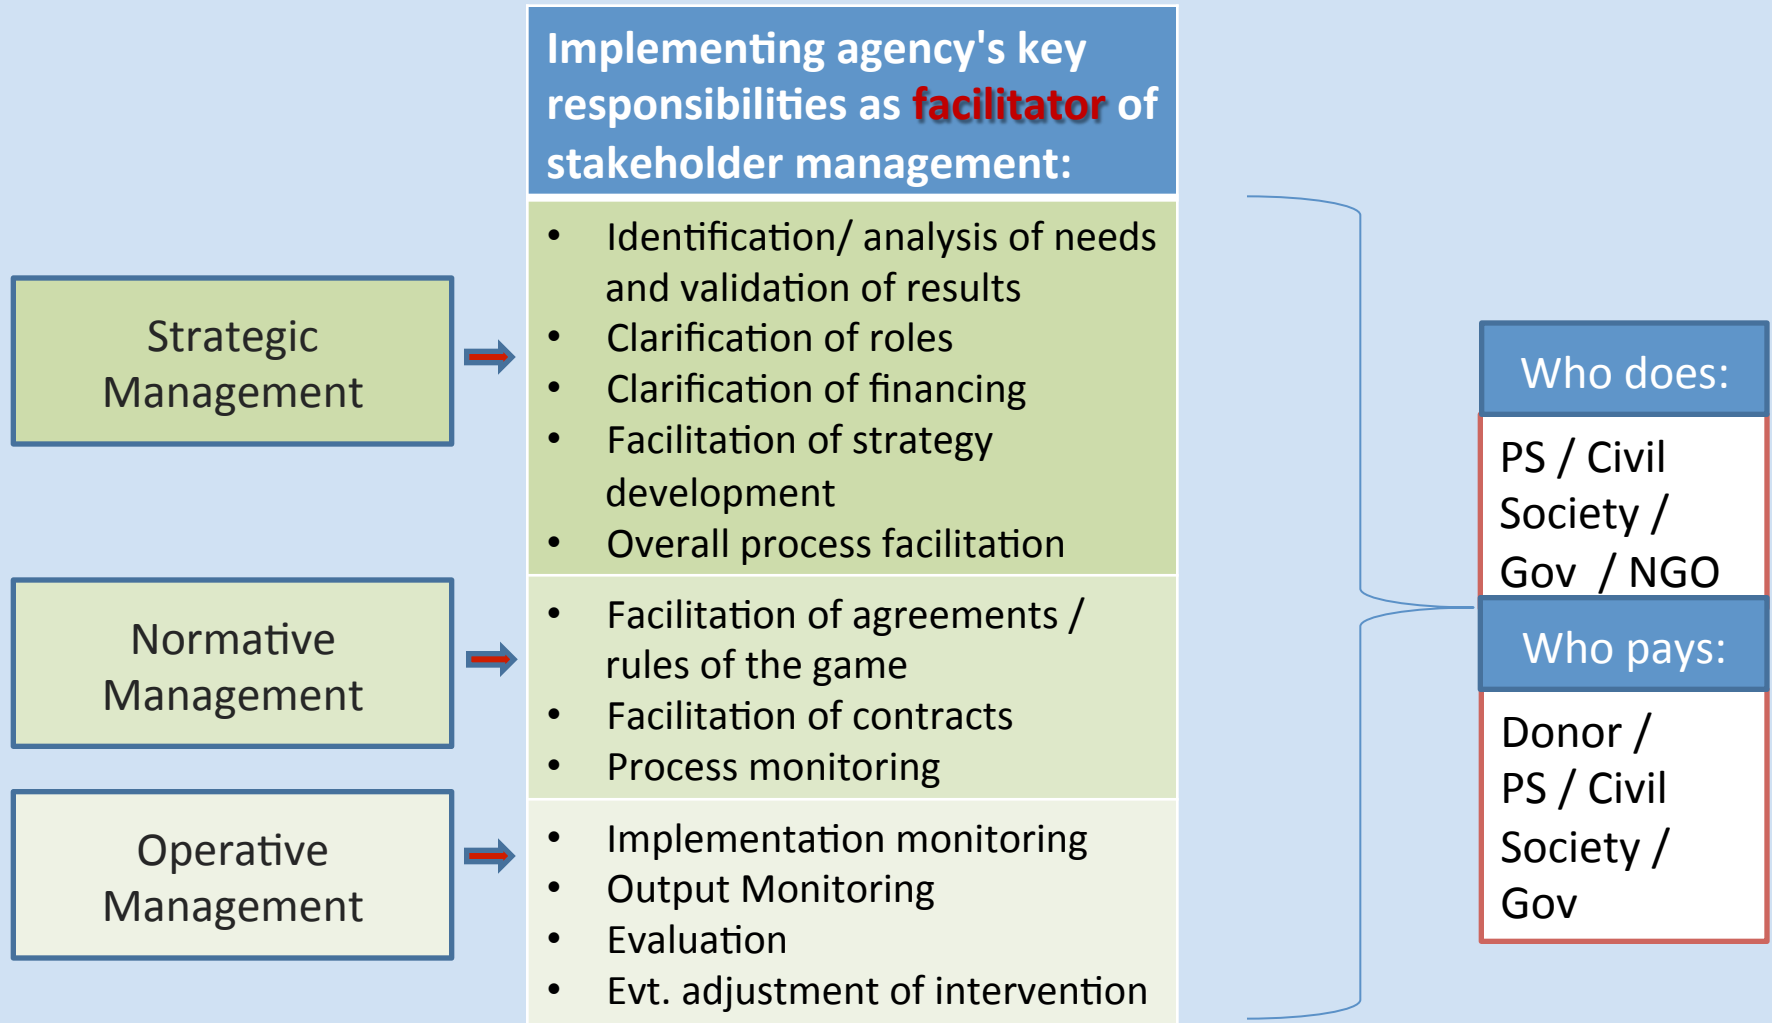 Implementing agency's key
responsibilities as facilitator of
stakeholder management:
Strategic
Management
• Identification/ analysis of needs
and validation of results
• Clarification of roles
• Clarification of financing
• Facilitation of strategy
development
• Overall process facilitation
Normative
Management
• Facilitation of agreements /
rules of the game
• Facilitation of contracts
• Process monitoring
Operative
Management
• Implementation monitoring
• Output Monitoring
• Evaluation
• Evt. adjustment of intervention
Who does:
PS / Civil
Society /
Gov / NGO
Who pays:
Donor /
PS / Civil
Society /
Gov